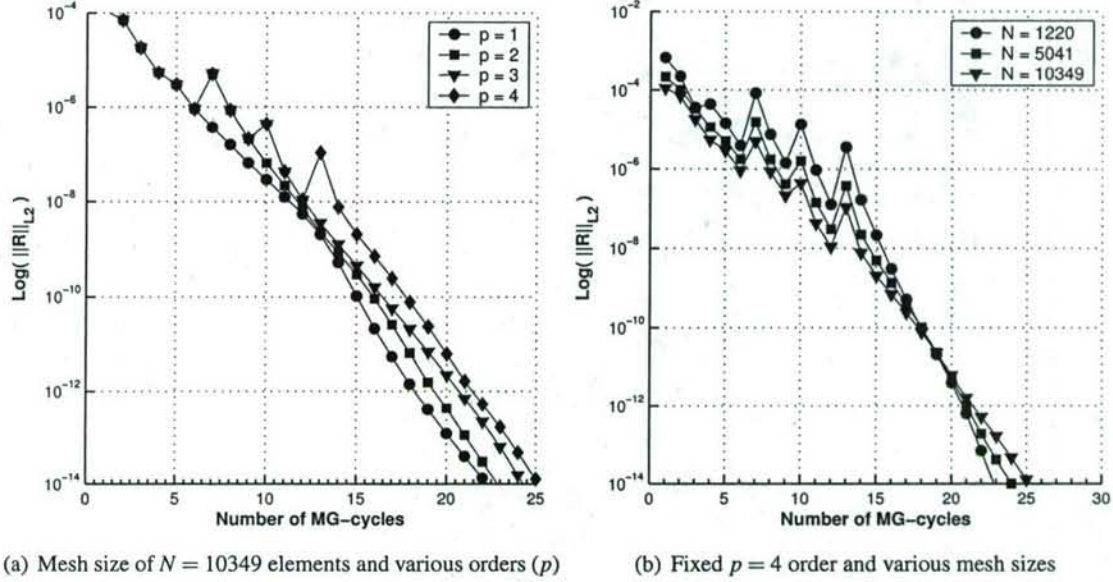 10^-4
10^-6
10^-8
10^-10
10^-12
10^-14
Log( ||R||_L2 )
p = 1
p = 2
p = 3
p = 4
0 5 10 15 20 25
Number of MG-cycles
(a) Mesh size of N = 10349 elements and various orders (p)
10^-2
10^-4
10^-6
10^-8
10^-10
10^-12
10^-14
Log( ||R||_L2 )
N = 1220
N = 5041
N = 10349
0 5 10 15 20 25 30
Number of MG-cycles
(b) Fixed p = 4 order and various mesh sizes